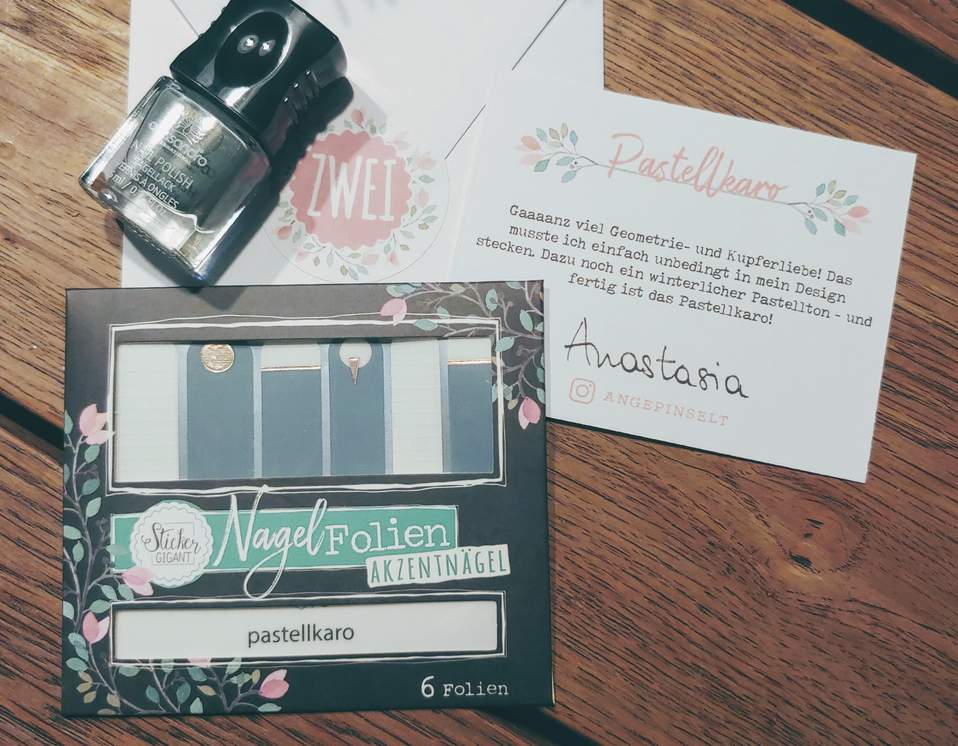 NAIL POLISH
NAGELLACK
ZWEI
Pastellkaro
Gaaaanz viel Geometrie- und Kupferliebe! Das
musste ich einfach unbedingt in mein Design
stecken. Dazu noch ein winterlicher Pastellton - und
fertig ist das Pastellkaro!
Anastasia
ANGEPINSELT
Sticker
GIGANT
NagelFolien
AKZENTNÄGEL
pastellkaro
6 Folien